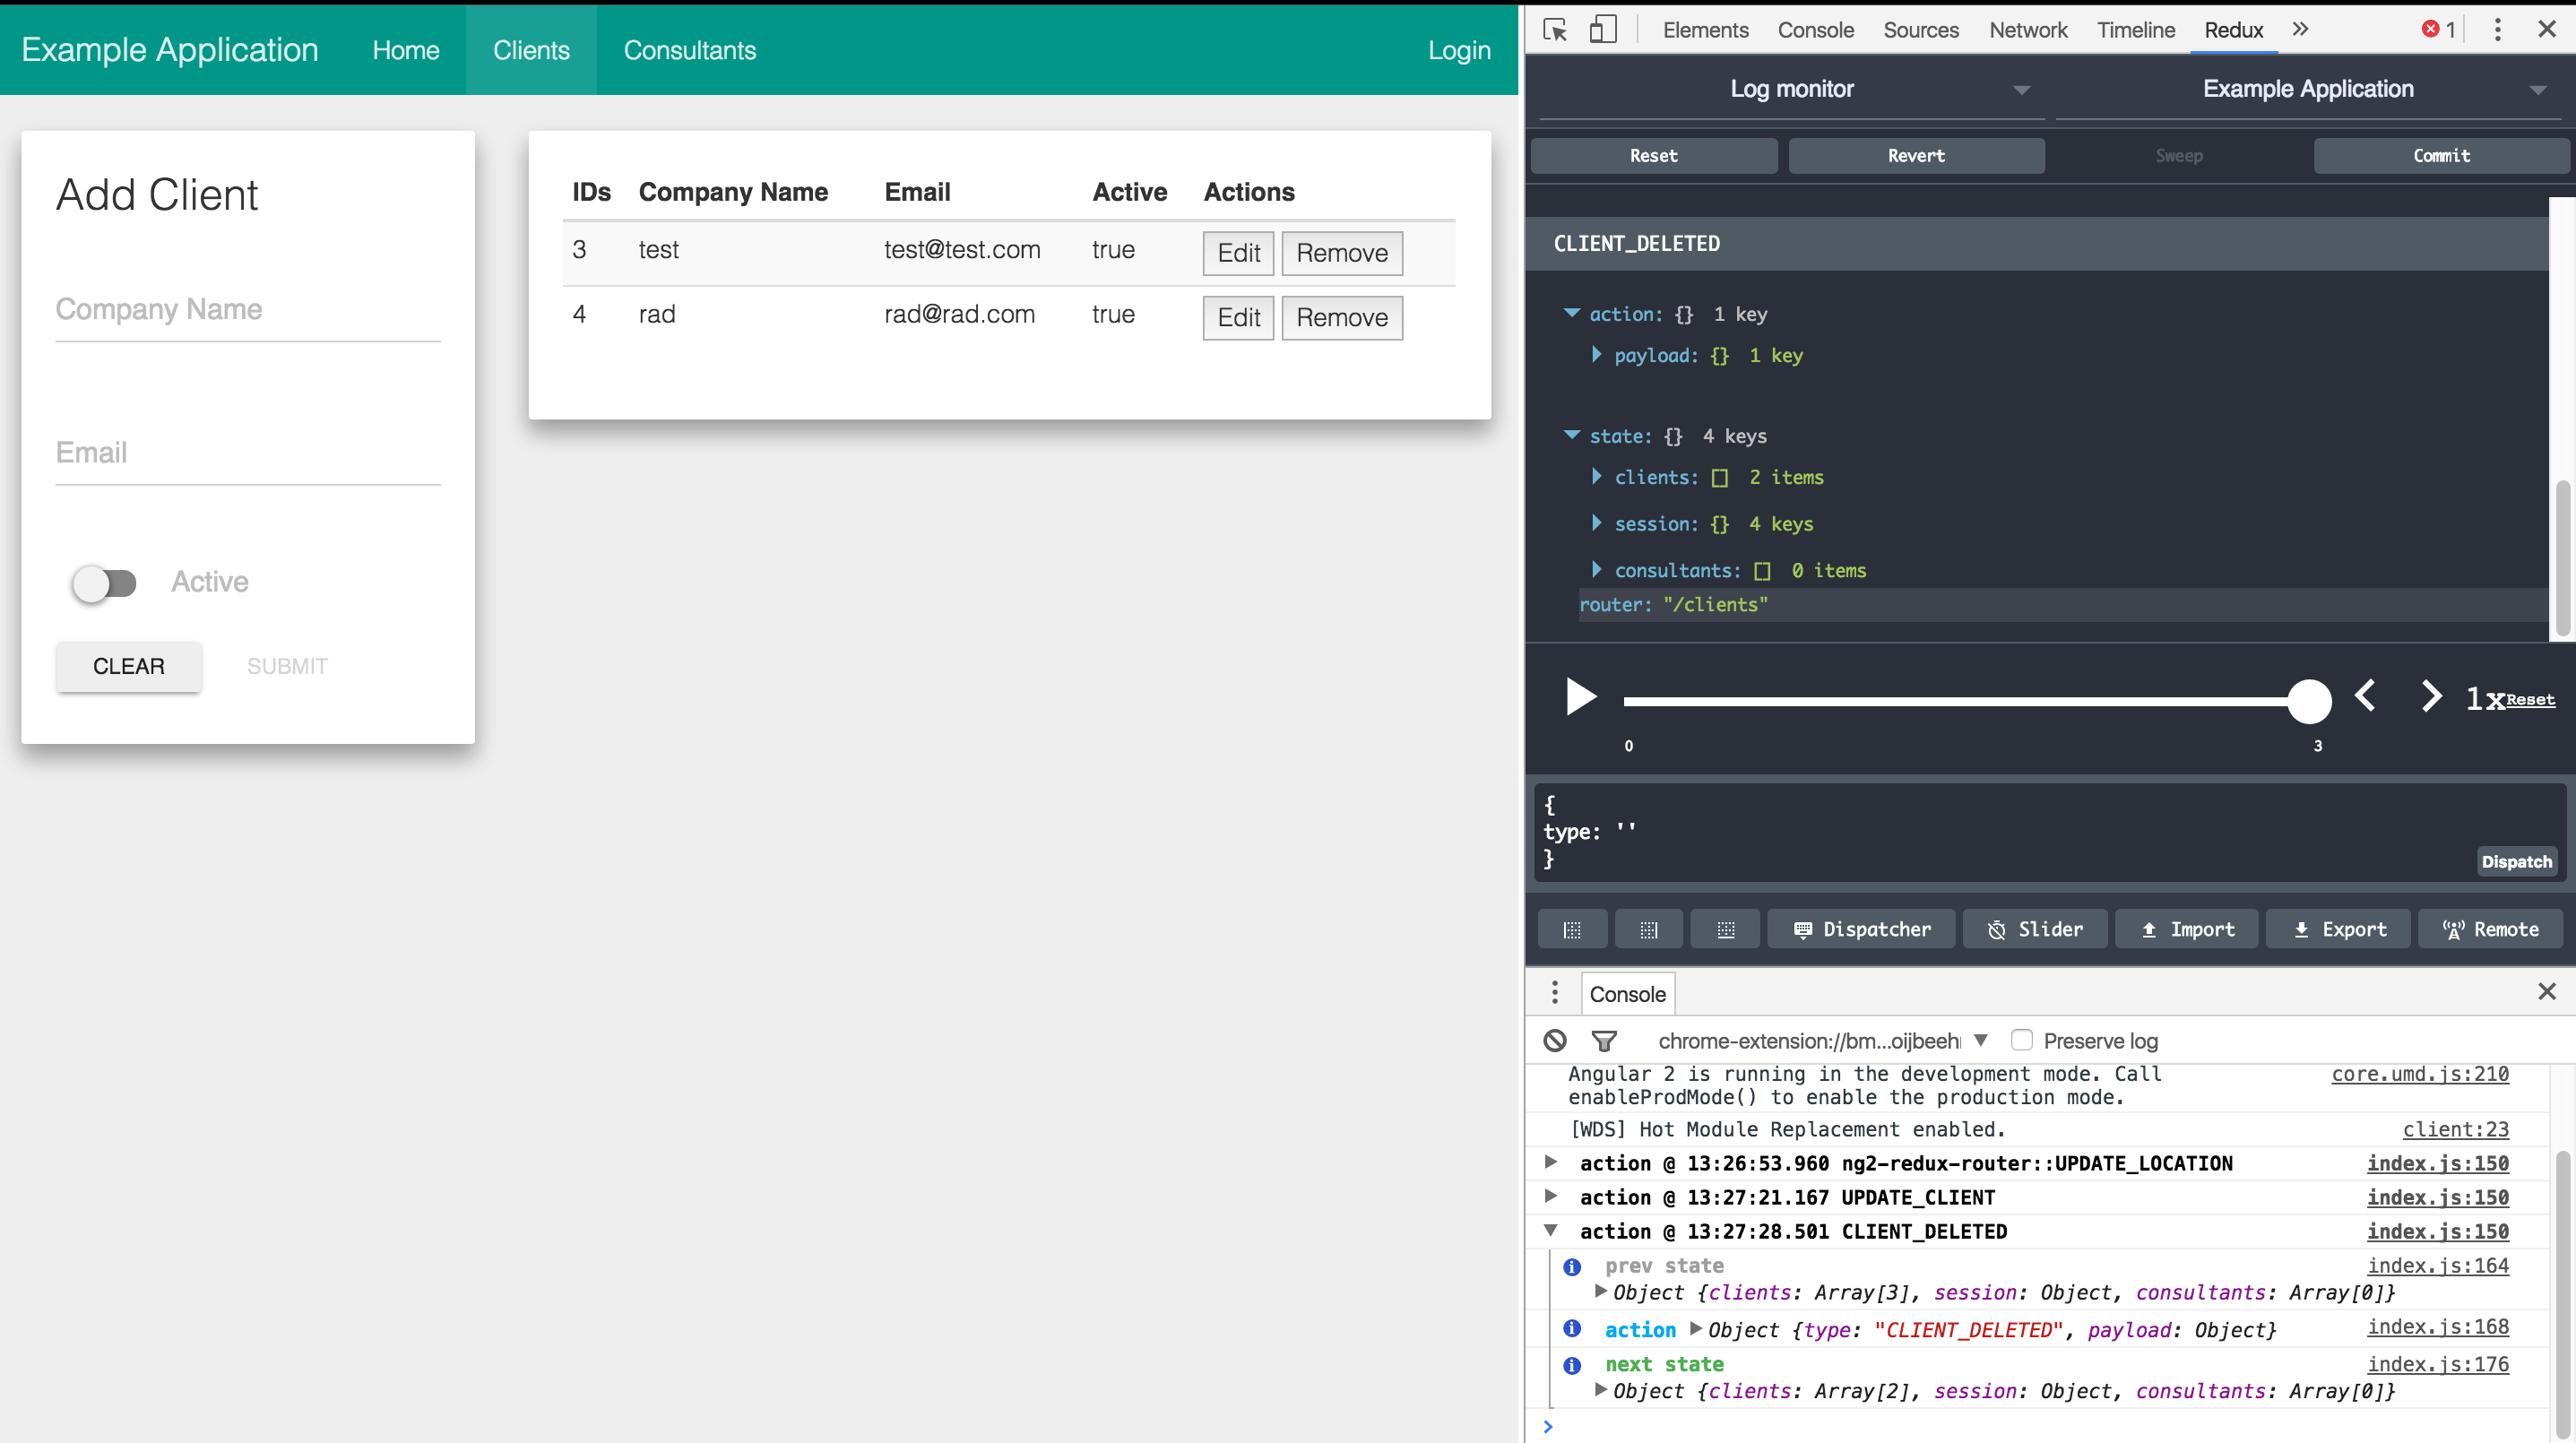 Example Application Home Clients Consultants Login
Add Client
Company Name
Email
Active
CLEAR SUBMIT
IDs Company Name Email Active Actions
3 test test@test.com true Edit Remove
4 rad rad@rad.com true Edit Remove
Elements Console Sources Network Timeline Redux 1
Log monitor Example Application
Reset Revert Sweep Commit
CLIENT_DELETED
action: {} 1 key
payload: {} 1 key
state: {} 4 keys
clients: [] 2 items
session: {} 4 keys
consultants: [] 0 items
router: "/clients"
1x Reset
0 3
{
type: ''
}
Dispatch
Dispatcher Slider Import Export Remote
Console
chrome-extension://bm...oijbeeh Preserve log
Angular 2 is running in the development mode. Call core.umd.js:210
enableProdMode() to enable the production mode.
[WDS] Hot Module Replacement enabled. client:23
action @ 13:26:53.960 ng2-redux-router::UPDATE_LOCATION index.js:150
action @ 13:27:21.167 UPDATE_CLIENT index.js:150
action @ 13:27:28.501 CLIENT_DELETED index.js:150
prev state index.js:164
Object {clients: Array[3], session: Object, consultants: Array[0]}
action Object {type: "CLIENT_DELETED", payload: Object} index.js:168
next state index.js:176
Object {clients: Array[2], session: Object, consultants: Array[0]}